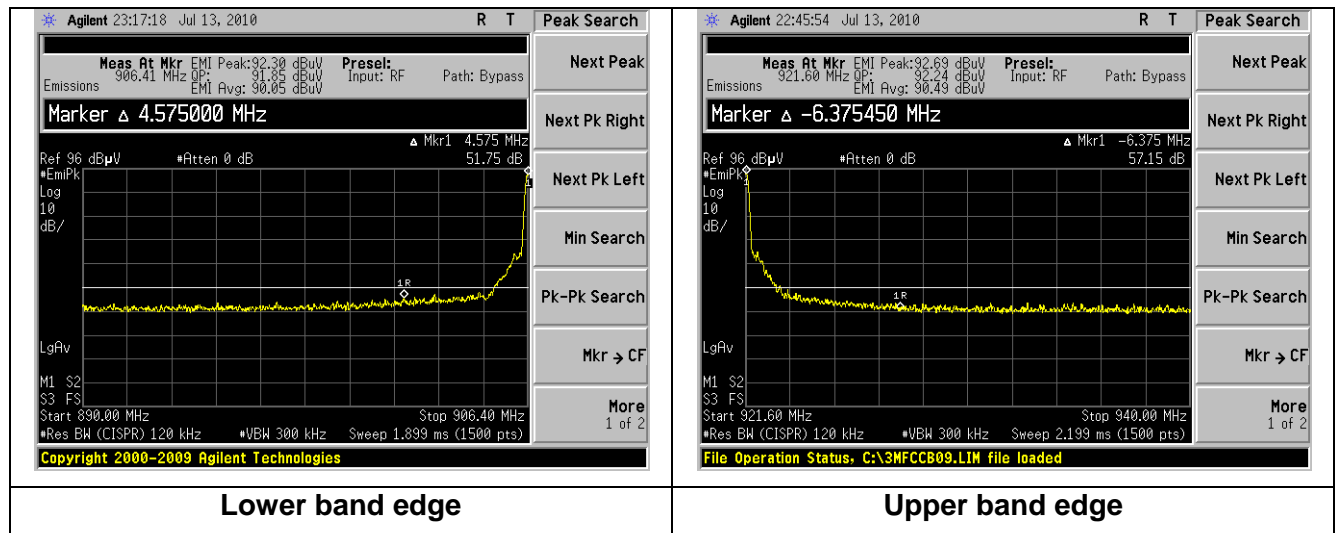 Agilent 23:17:18 Jul 13, 2010 R T Peak Search
Meas At Mkr EMI Peak:92.30 dBuV Presel:
906.41 MHz QP: 91.85 dBuV Input: RF Path: Bypass
Emissions EMI Avg: 90.05 dBuV
Marker Δ 4.575000 MHz
Δ Mkr1 4.575 MHz
Ref 96 dBµV #Atten 0 dB 51.75 dB
#EmiPk
Log
10
dB/
1R
1
LgAv
M1 S2
S3 FS
Start 890.00 MHz Stop 906.40 MHz
#Res BW (CISPR) 120 kHz #VBW 300 kHz Sweep 1.899 ms (1500 pts)
Copyright 2000-2009 Agilent Technologies
Next Peak
Next Pk Right
Next Pk Left
Min Search
Pk-Pk Search
Mkr → CF
More
1 of 2
Lower band edge
Agilent 22:45:54 Jul 13, 2010 R T Peak Search
Meas At Mkr EMI Peak:92.69 dBuV Presel:
921.60 MHz QP: 92.24 dBuV Input: RF Path: Bypass
Emissions EMI Avg: 90.49 dBuV
Marker Δ -6.375450 MHz
Δ Mkr1 -6.375 MHz
Ref 96 dBµV #Atten 0 dB 57.15 dB
#EmiPk
1
Log
10
dB/
1R
LgAv
M1 S2
S3 FS
Start 921.60 MHz Stop 940.00 MHz
#Res BW (CISPR) 120 kHz #VBW 300 kHz Sweep 2.199 ms (1500 pts)
File Operation Status, C:\3MFCCB09.LIM file loaded
Next Peak
Next Pk Right
Next Pk Left
Min Search
Pk-Pk Search
Mkr → CF
More
1 of 2
Upper band edge